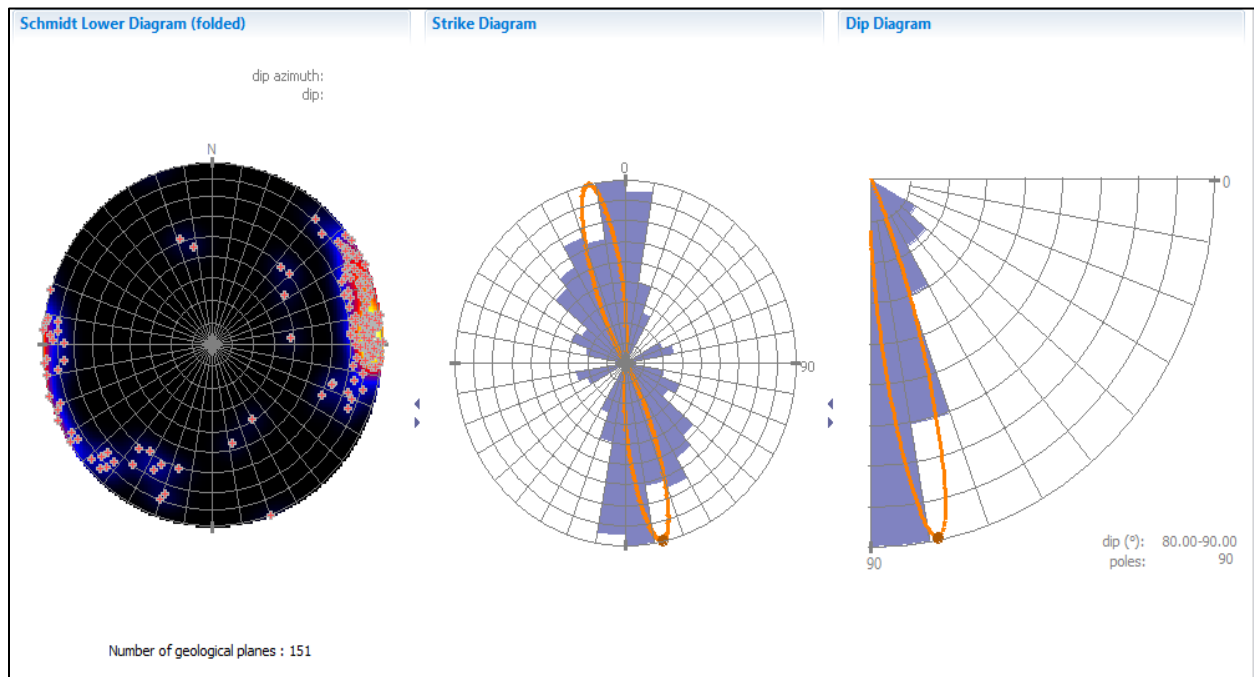 Schmidt Lower Diagram (folded)
Strike Diagram
Dip Diagram
dip azimuth:
dip:
N
0
90
0
90
dip (°): 80.00-90.00
poles: 90
Number of geological planes : 151